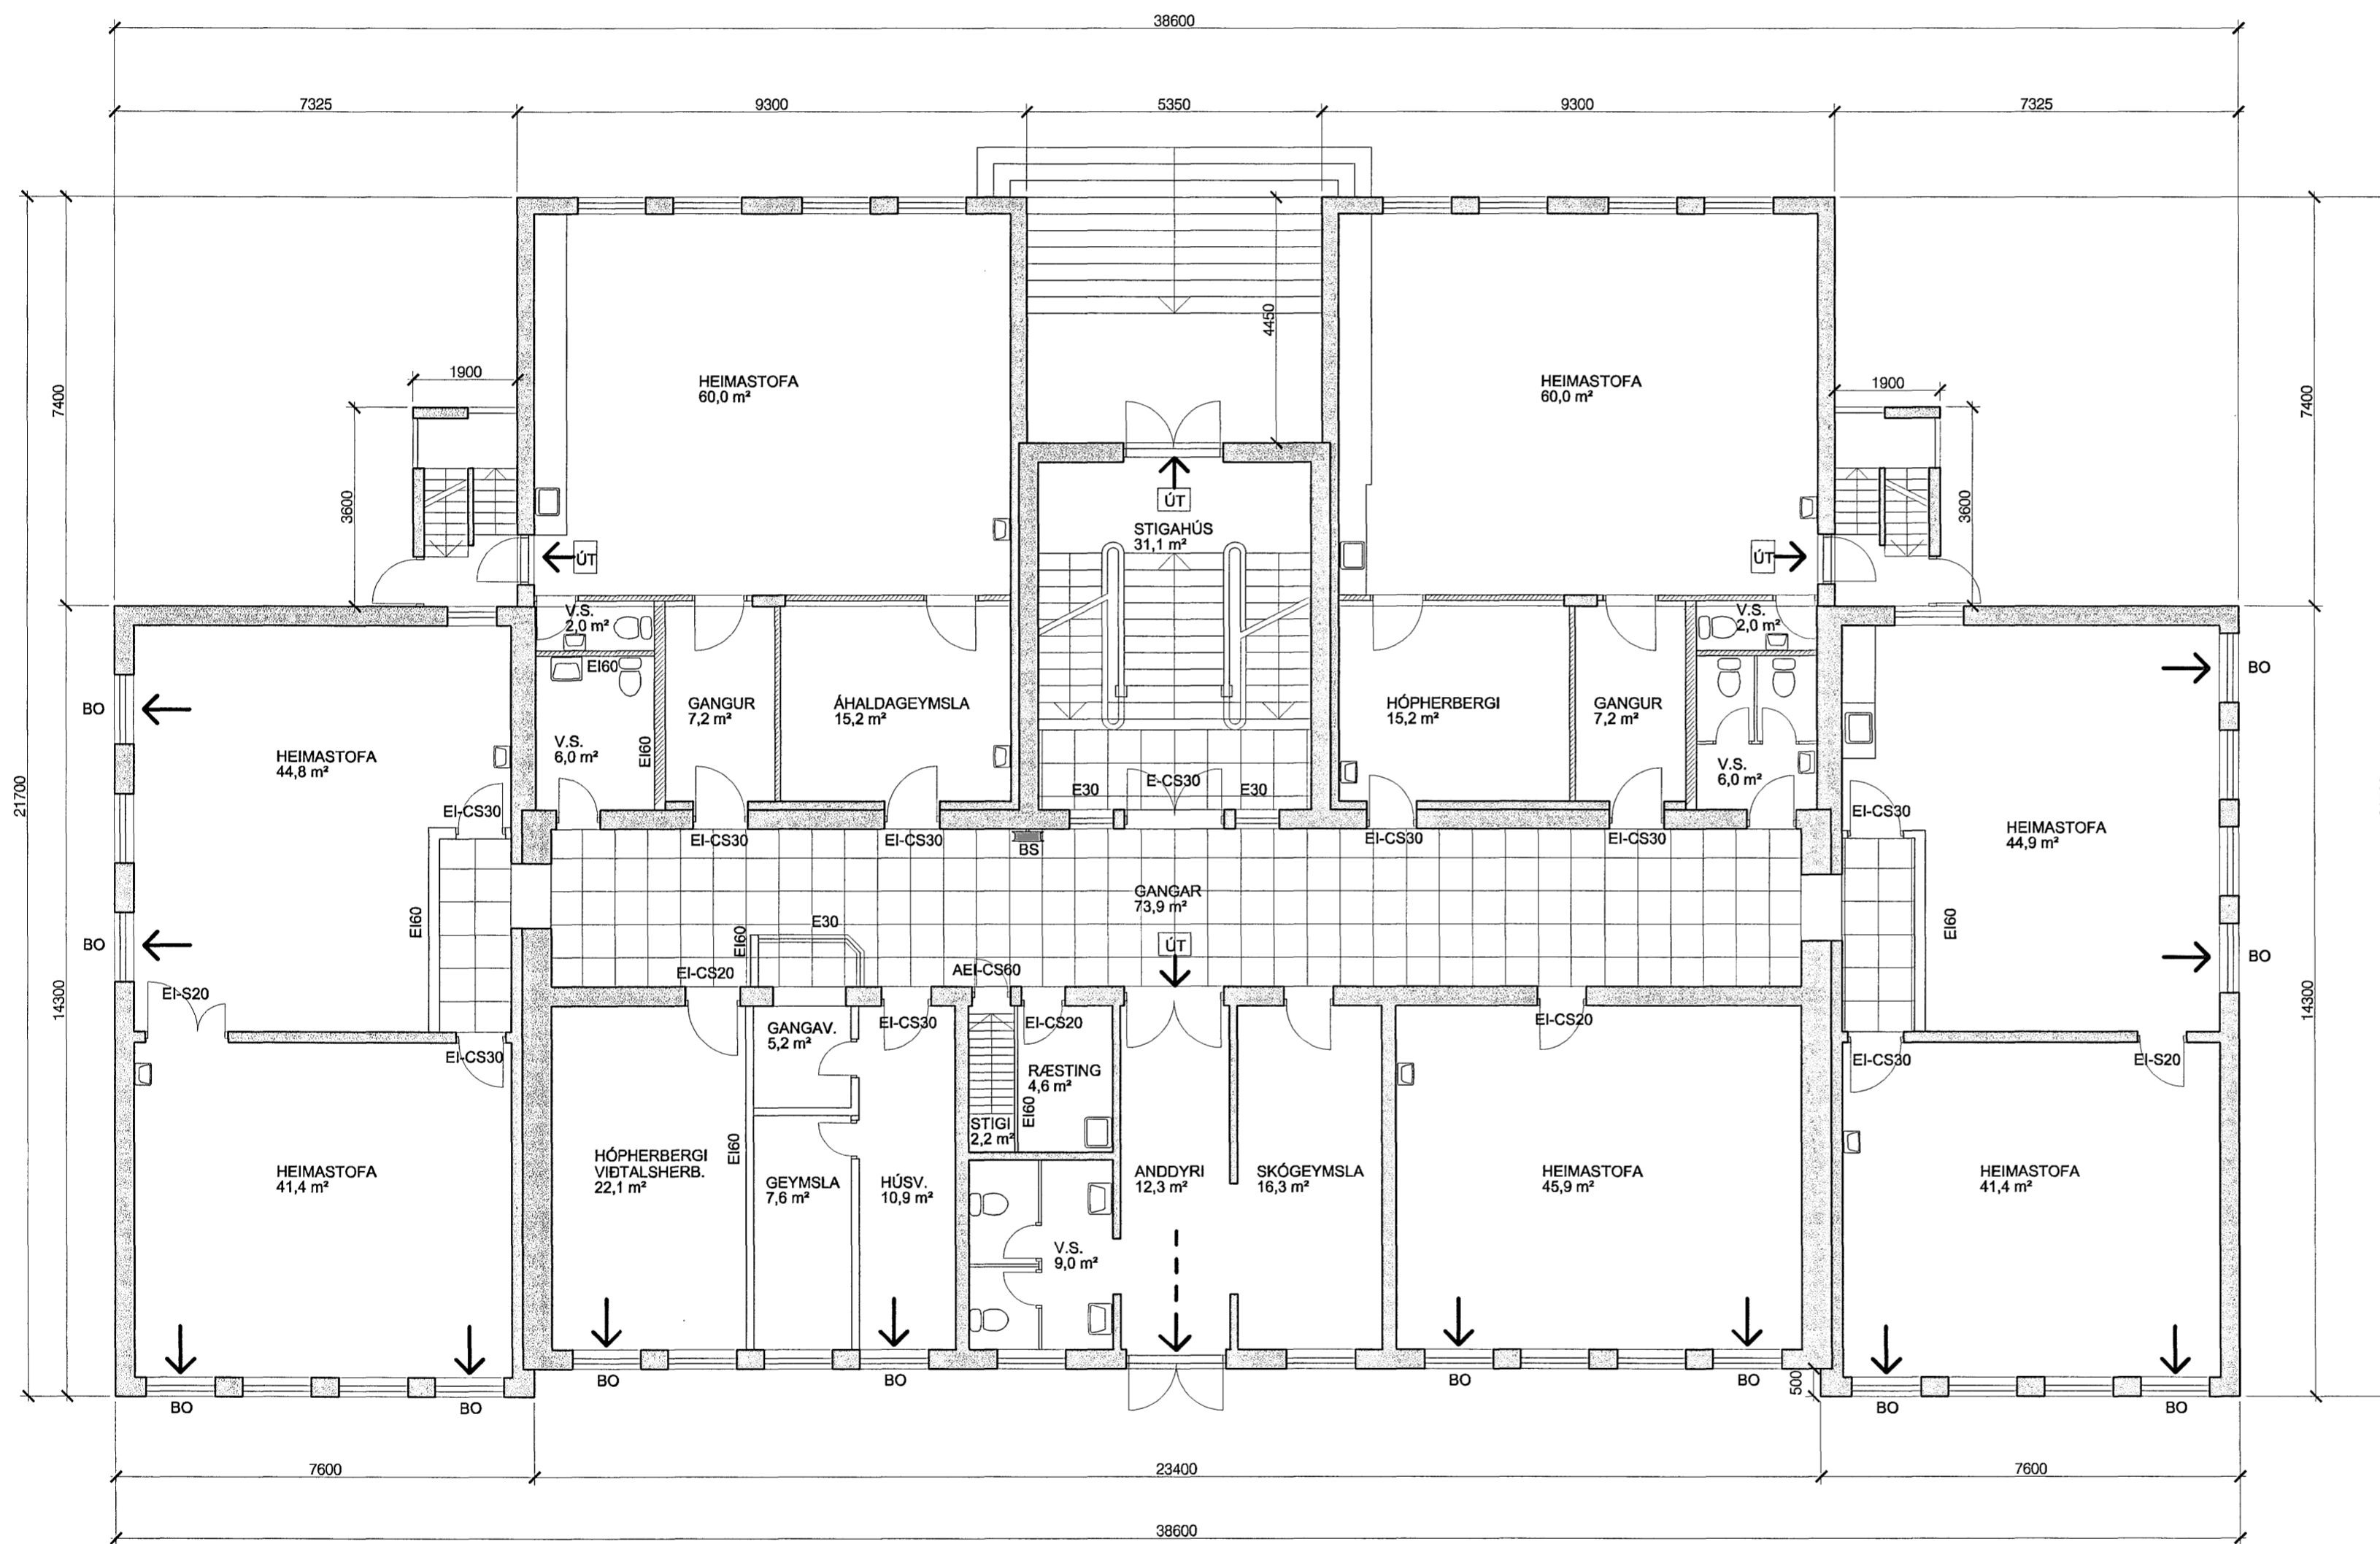 38600
7325
9300
5350
9300
7325
21700
7400
14300
7400
14300
4450
1900
3600
1900
3600
HEIMASTOFA
60,0 m²
HEIMASTOFA
60,0 m²
ÚT
STIGAHÚS
31,1 m²
ÚT
ÚT
V.S.
2,0 m²
EI60
V.S.
6,0 m²
EI60
GANGUR
7,2 m²
ÁHALDAGEYMSLA
15,2 m²
HÓPHERBERGI
15,2 m²
GANGUR
7,2 m²
V.S.
2,0 m²
V.S.
6,0 m²
BO
BO
HEIMASTOFA
44,8 m²
EI-CS30
EI60
EI-S20
EI-CS30
E30
E-CS30
E30
EI-CS30
EI-CS30
BS
EI-CS30
EI-CS30
GANGAR
73,9 m²
ÚT
E30
EI60
EI-CS20
AEI-CS60
BO
BO
EI-CS30
HEIMASTOFA
44,9 m²
EI60
EI-CS30
EI-S20
HEIMASTOFA
41,4 m²
HÓPHERBERGI
VIÐTALSHERB.
22,1 m²
EI60
GANGAV.
5,2 m²
EI-CS30
GEYMSLA
7,6 m²
HÚSV.
10,9 m²
STIGI
2,2 m²
EI60
EI-CS20
RÆSTING
4,6 m²
V.S.
9,0 m²
ANDDYRI
12,3 m²
SKÓGEYMSLA
16,3 m²
EI-CS20
HEIMASTOFA
45,9 m²
HEIMASTOFA
41,4 m²
500
BO
BO
BO
BO
BO
BO
BO
BO
7600
23400
7600
38600